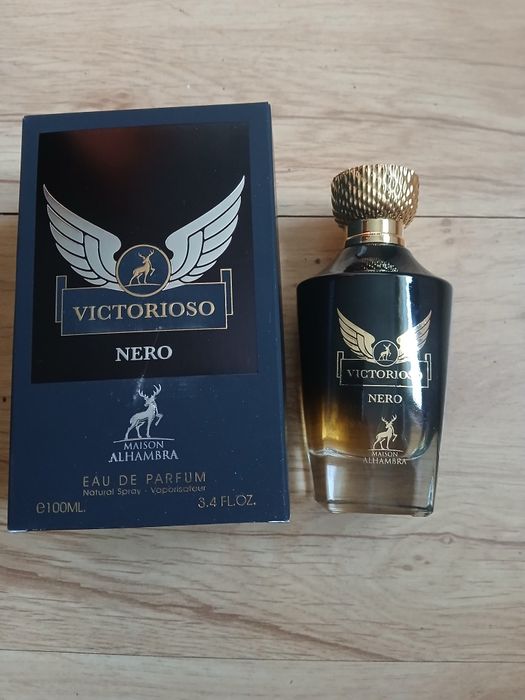 VICTORIOSO
NERO
MAISON
ALHAMBRA
EAU DE PARFUM
Natural Spray - Vaporisateur
℮100ML. 3.4 FL.OZ.
VICTORIOSO
NERO
MAISON
ALHAMBRA